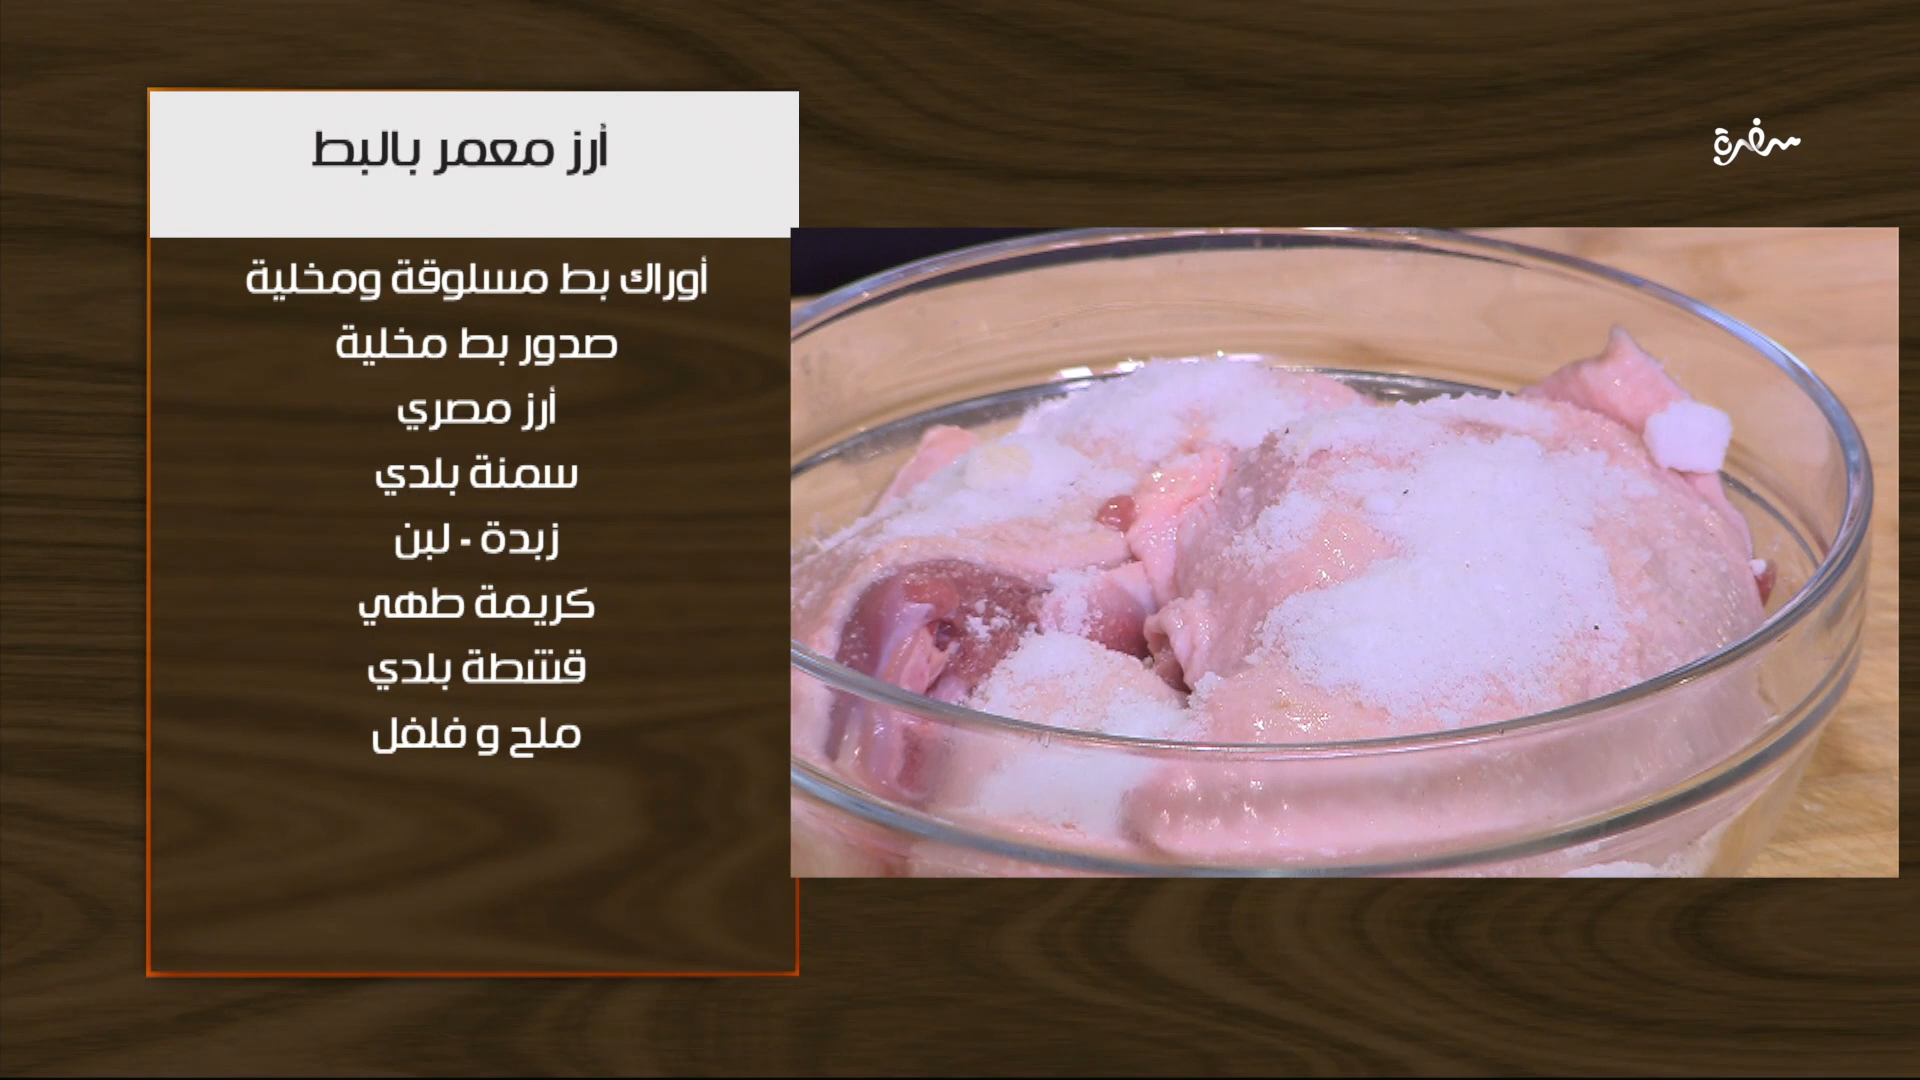 أرز معمر بالبط
سفرة
أوراك بط مسلوقة ومخلية
صدور بط مخلية
أرز مصري
سمنة بلدي
زبدة - لبن
كريمة طهي
قشطة بلدي
ملح و فلفل